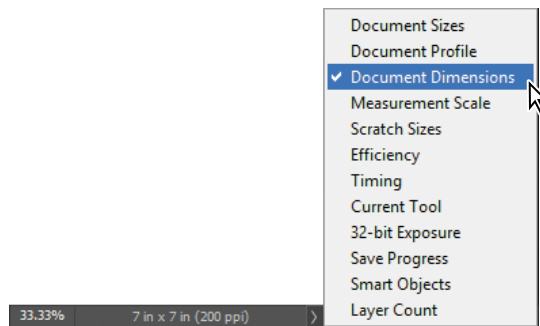 Document Sizes
Document Profile
Document Dimensions
Measurement Scale
Scratch Sizes
Efficiency
Timing
Current Tool
32-bit Exposure
Save Progress
Smart Objects
Layer Count
33.33% 7 in x 7 in (200 ppi)